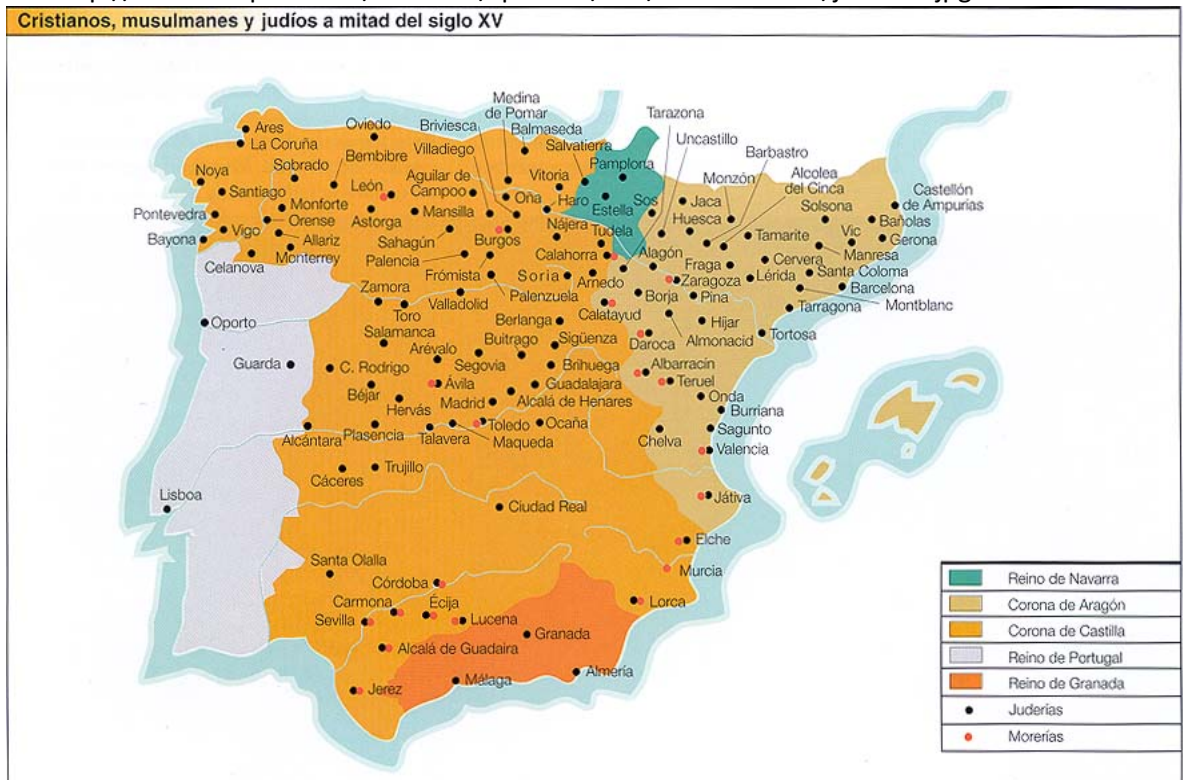 Cristianos, musulmanes y judíos a mitad del siglo XV
Medina
de Pomar
Balmaseda
Briviesca
Villadiego
Salvatierra
Pamplona
Tarazona
Uncastillo
Barbastro
Alcolea
del Cinca
Monzón
Solsona
Castellón
de Ampurias
Ares
La Coruña
Oviedo
Bembibre
Sobrado
Noya
Santiago
León
Aguilar de
Campoo
Vitoria
Oña
Haro
Estella
Sos
Jaca
Huesca
Vic
Bañolas
Gerona
Pontevedra
Monforte
Orense
Astorga
Mansilla
Nájera
Tudela
Tamarite
Manresa
Bayona
Vigo
Allariz
Monterrey
Sahagún
Burgos
Calahorra
Alagón
Fraga
Cervera
Santa Coloma
Celanova
Palencia
Frómista
Soria
Arnedo
Zaragoza
Lérida
Barcelona
Zamora
Toro
Valladolid
Palenzuela
Borja
Pina
Montblanc
Tarragona
Oporto
Salamanca
Berlanga
Calatayud
Híjar
Tortosa
Arévalo
Buitrago
Sigüenza
Daroca
Almonacid
Guarda
C. Rodrigo
Segovia
Brihuega
Albarracín
Teruel
Béjar
Ávila
Guadalajara
Hervás
Madrid
Alcalá de Henares
Onda
Burriana
Alcántara
Plasencia
Talavera
Toledo
Maqueda
Ocaña
Chelva
Sagunto
Valencia
Cáceres
Trujillo
Lisboa
Ciudad Real
Játiva
Elche
Santa Olalla
Murcia
Córdoba
Carmona
Écija
Lorca
Sevilla
Lucena
Granada
Alcalá de Guadaira
Málaga
Almería
Jerez
Reino de Navarra
Corona de Aragón
Corona de Castilla
Reino de Portugal
Reino de Granada
Juderías
Morerías